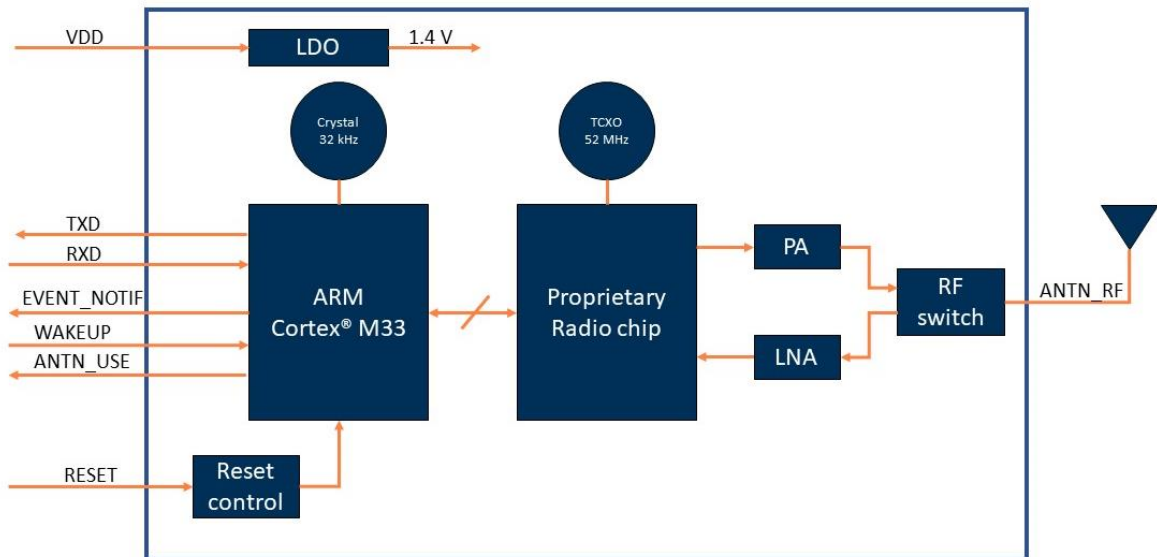 VDD
LDO
1.4 V
Crystal
32 kHz
TCXO
52 MHz
TXD
RXD
EVENT_NOTIF
WAKEUP
ANTN_USE
ARM
Cortex® M33
Proprietary
Radio chip
PA
LNA
RF
switch
ANTN_RF
RESET
Reset
control